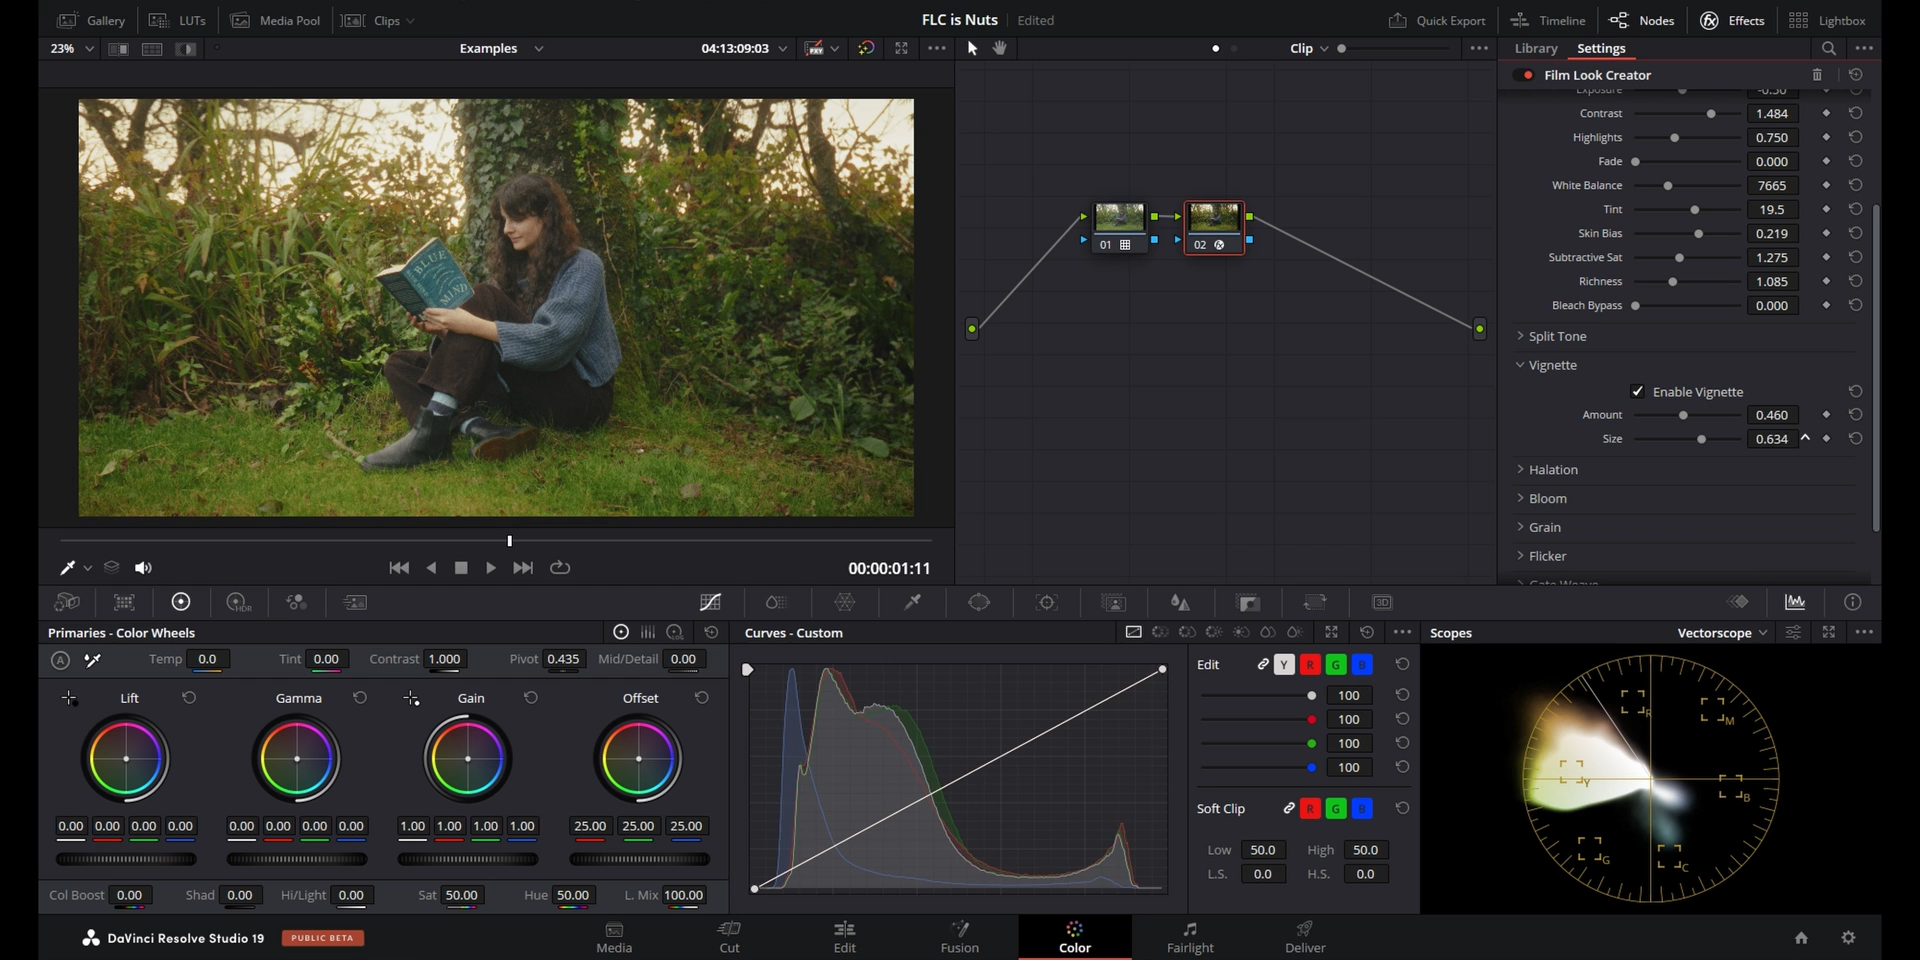 Gallery LUTs Media Pool Clips FLC is Nuts Edited Quick Export Timeline Nodes Effects Lightbox
23% Examples 04:13:09:03 Clip Library Settings
Film Look Creator
Exposure -0.50
Contrast 1.484
Highlights 0.750
Fade 0.000
White Balance 7665
Tint 19.5
Skin Bias 0.219
Subtractive Sat 1.275
Richness 1.085
Bleach Bypass 0.000
Split Tone
Vignette
Enable Vignette
Amount 0.460
Size 0.634
Halation
Bloom
Grain
Flicker
Gate Weave
BLUE
MIND
01 02
00:00:01:11
HDR 3D
Primaries - Color Wheels Curves - Custom Scopes Vectorscope
A Temp 0.0 Tint 0.00 Contrast 1.000 Pivot 0.435 Mid/Detail 0.00
Lift Gamma Gain Offset
0.00 0.00 0.00 0.00 0.00 0.00 0.00 0.00 1.00 1.00 1.00 1.00 25.00 25.00 25.00
Col Boost 0.00 Shad 0.00 Hi/Light 0.00 Sat 50.00 Hue 50.00 L. Mix 100.00
Edit Y R G B
100
100
100
100
Soft Clip R G B
Low 50.0 High 50.0
L.S. 0.0 H.S. 0.0
R M
Y B
G C
DaVinci Resolve Studio 19 PUBLIC BETA Media Cut Edit Fusion Color Fairlight Deliver